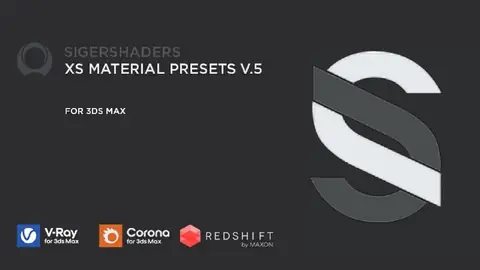 SIGERSHADERS
XS MATERIAL PRESETS V.5
FOR 3DS MAX
V-Ray
for 3ds Max
Corona
for 3ds Max
REDSHIFT
by MAXON